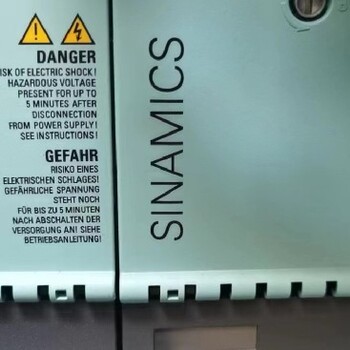 DANGER
RISK OF ELECTRIC SHOCK!
HAZARDOUS VOLTAGE
PRESENT FOR UP TO
5 MINUTES AFTER
DISCONNECTION
FROM POWER SUPPLY!
SEE INSTRUCTIONS!
GEFAHR
RISIKO EINES
ELEKTRISCHEN SCHLAGES!
GEFÄHRLICHE SPANNUNG
STEHT NOCH
FÜR BIS ZU 5 MINUTEN
NACH ABSCHALTEN DER
VERSORGUNG AN! SIEHE
BETRIEBSANLEITUNG!
SINAMICS